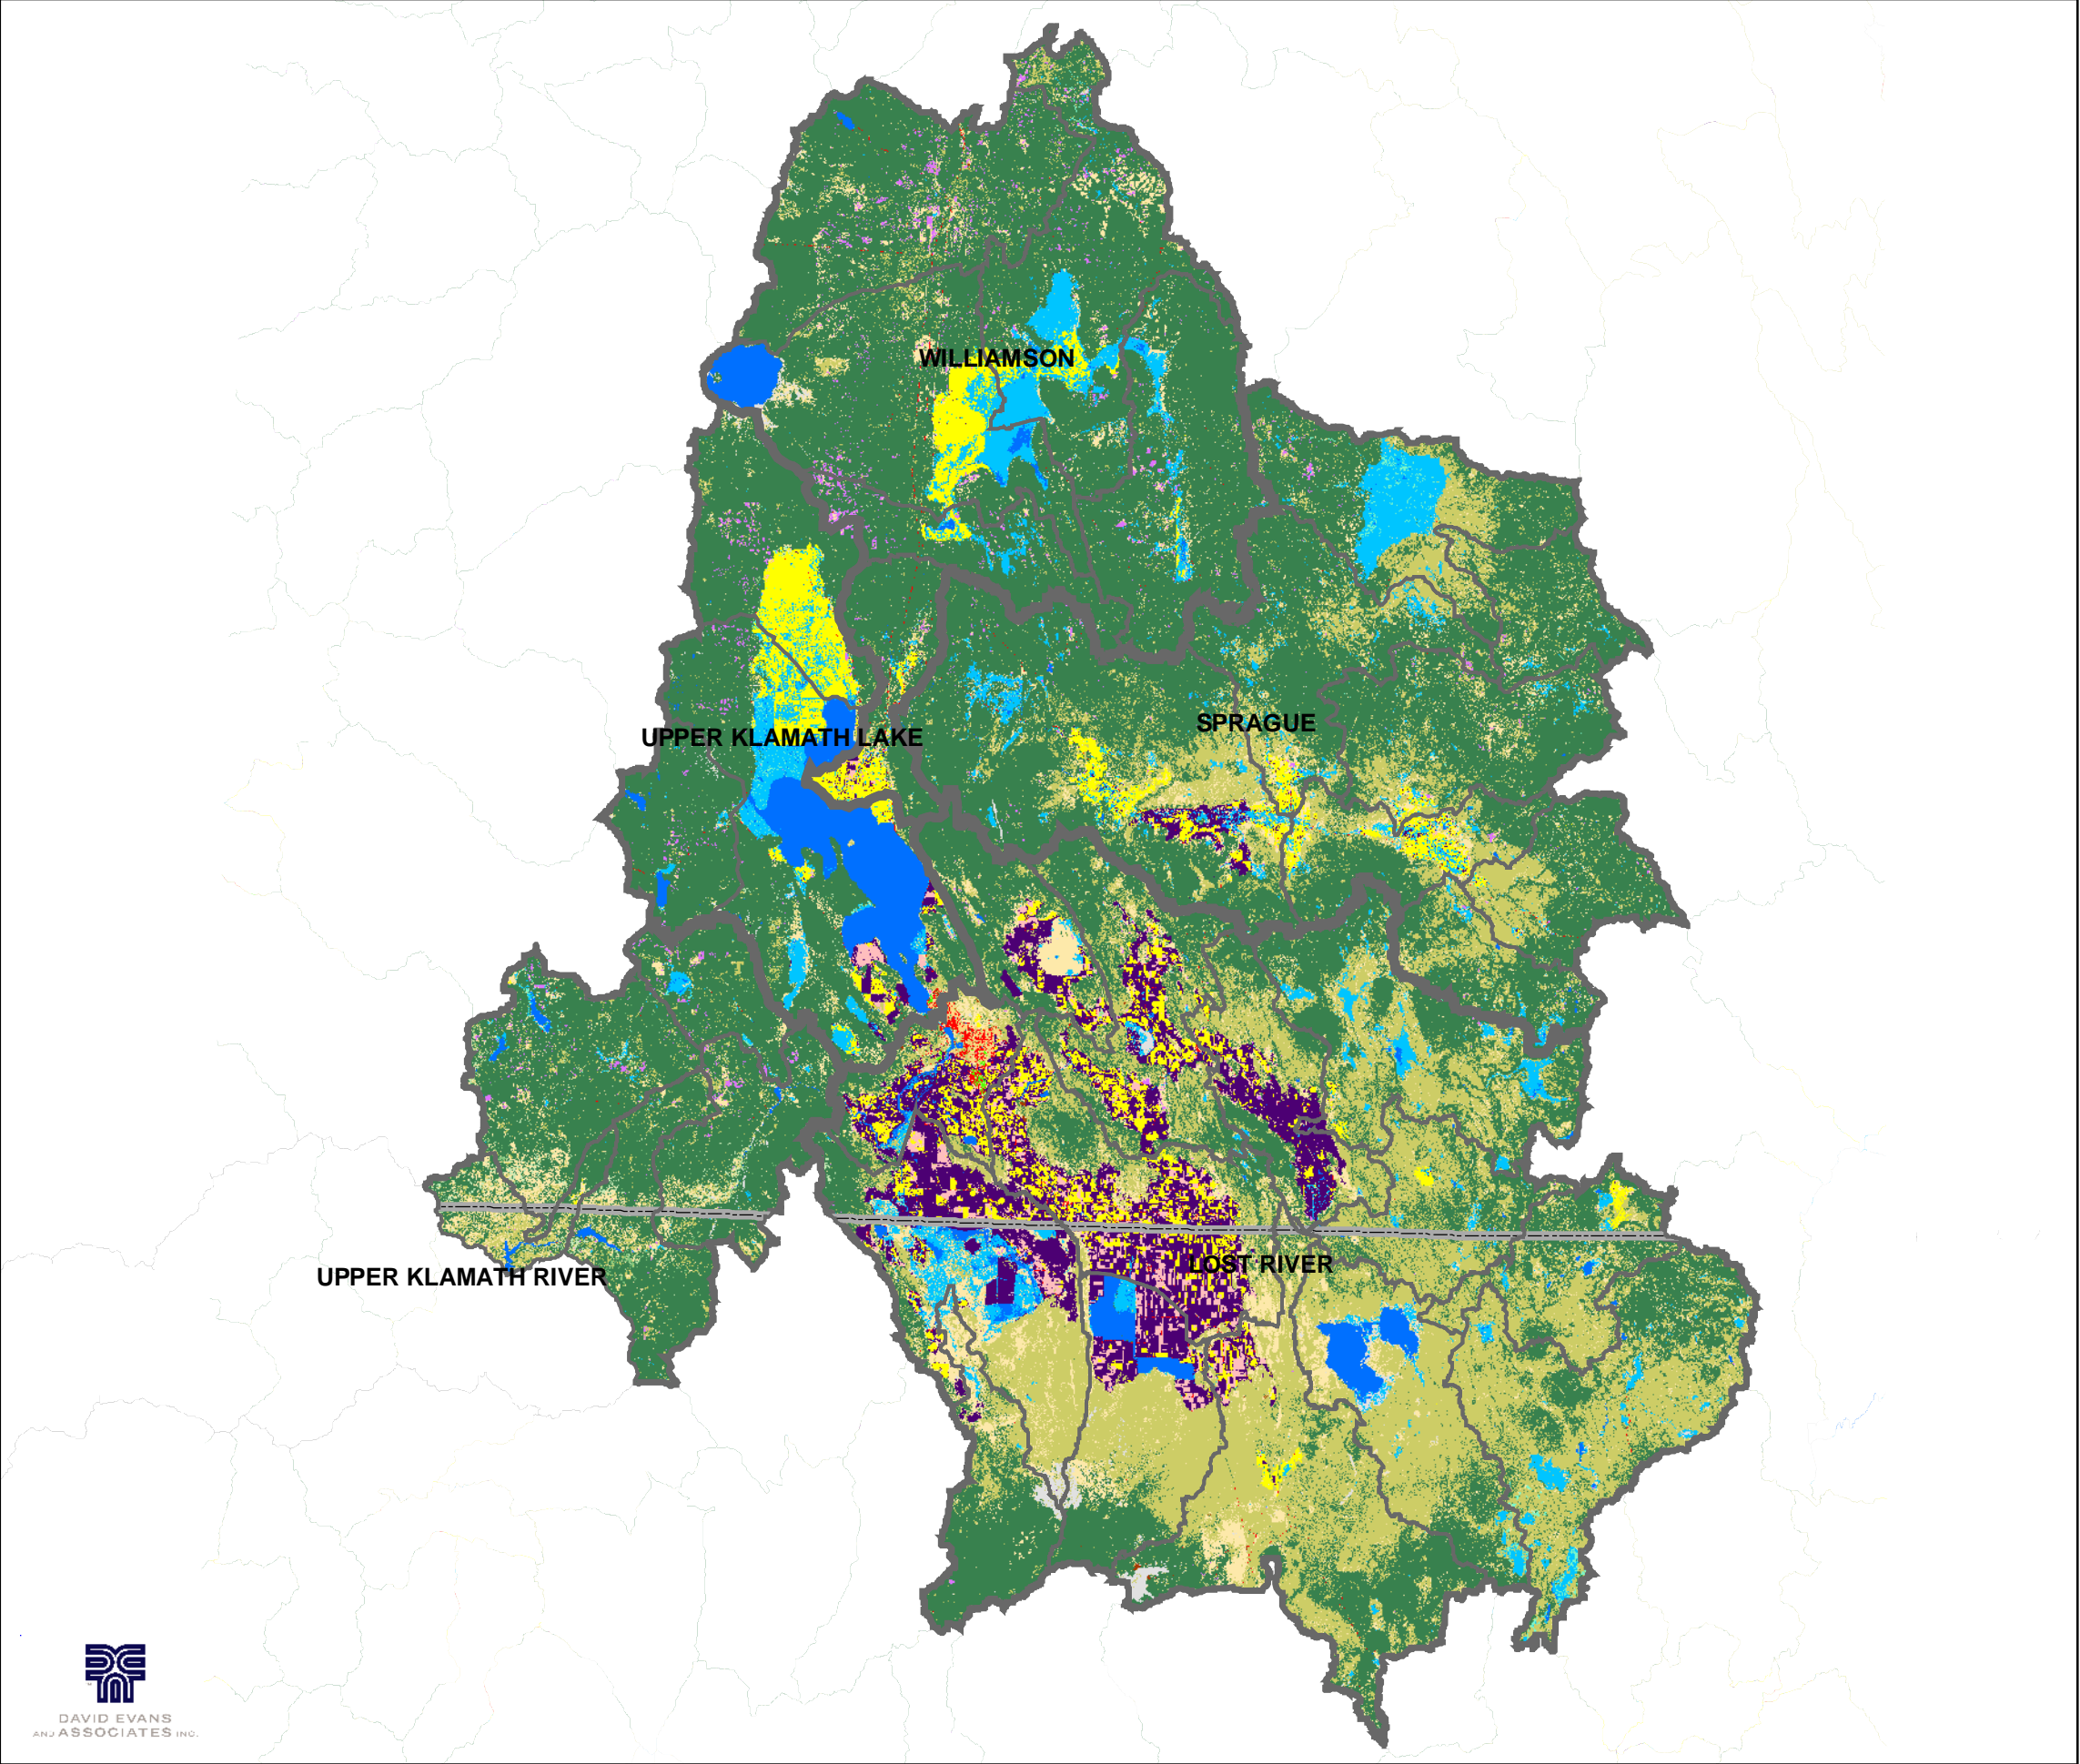 WILLIAMSON
SPRAGUE
UPPER KLAMATH LAKE
LOST RIVER
UPPER KLAMATH RIVER
DAVID EVANS
AND ASSOCIATES INC.